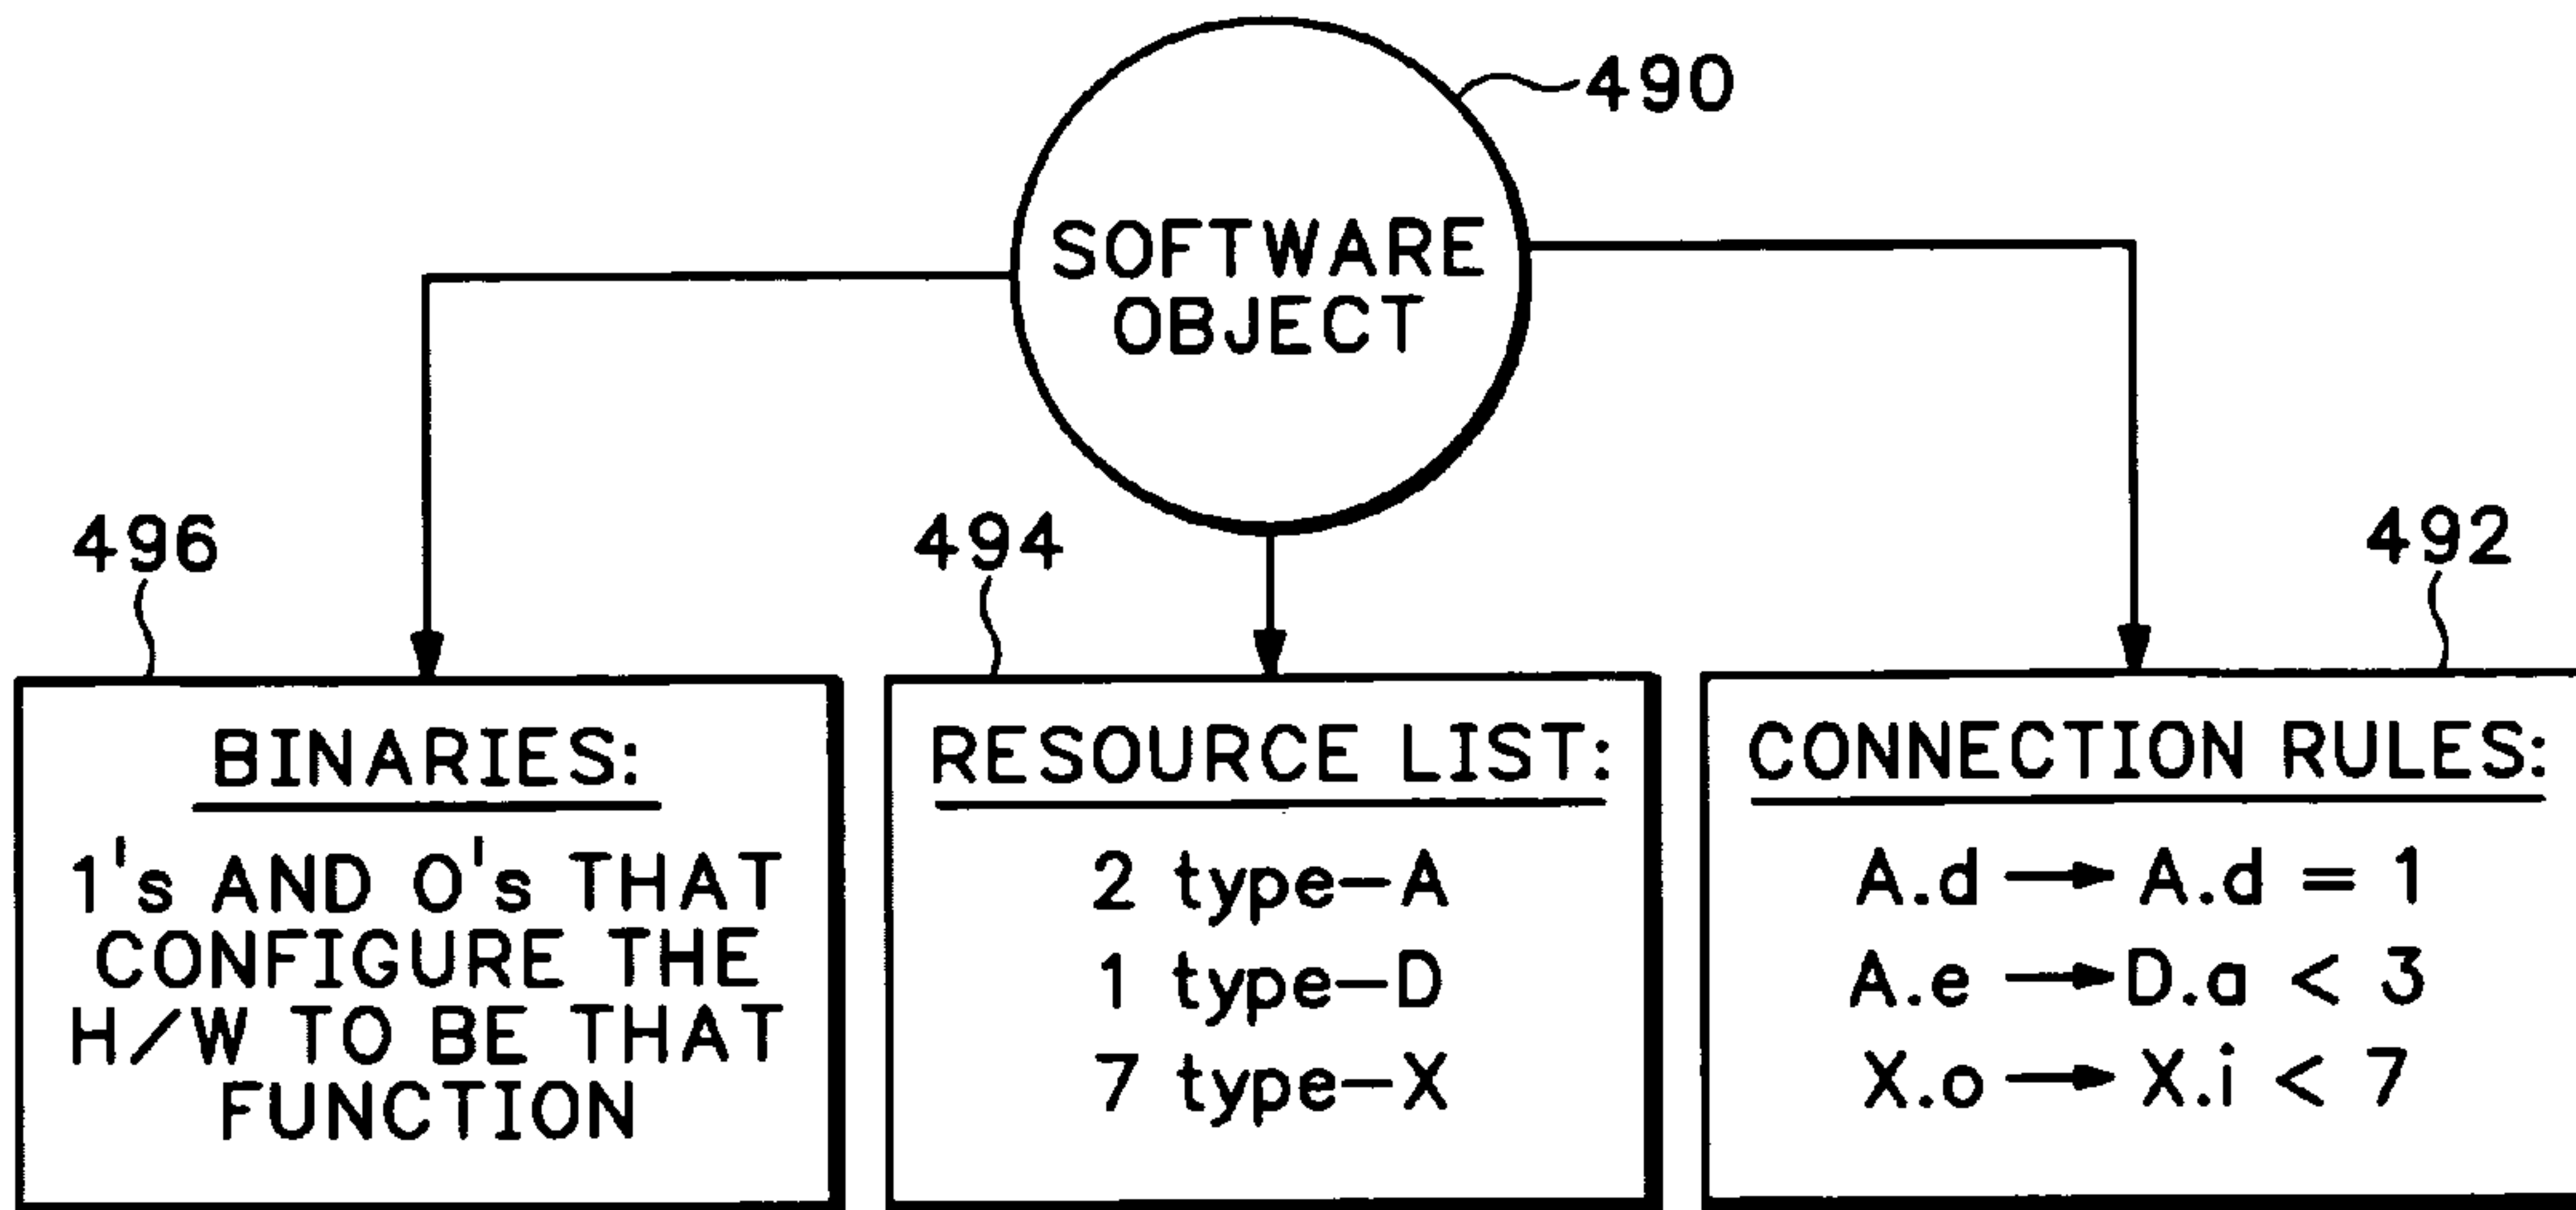 490
SOFTWARE
OBJECT
496
494
492
BINARIES:
1's AND 0's THAT
CONFIGURE THE
H/W TO BE THAT
FUNCTION
RESOURCE LIST:
2 type-A
1 type-D
7 type-X
CONNECTION RULES:
A.d → A.d = 1
A.e → D.a < 3
X.o → X.i < 7